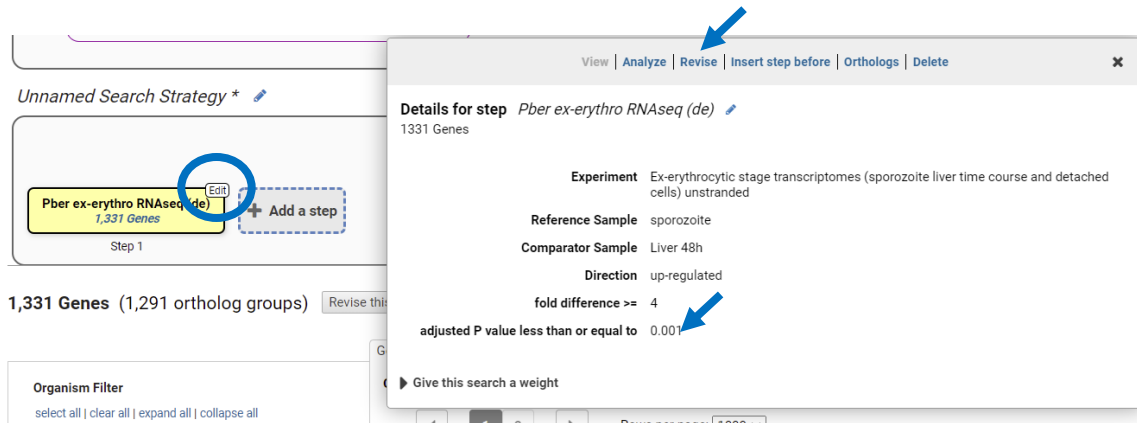 View | Analyze | Revise | Insert step before | Orthologs | Delete
Unnamed Search Strategy *
Details for step Pber ex-erythro RNAseq (de)
1331 Genes
Edit
Pber ex-erythro RNAseq (de)
1,331 Genes
Add a step
Step 1
Experiment Ex-erythrocytic stage transcriptomes (sporozoite liver time course and detached
cells) unstranded
Reference Sample sporozoite
Comparator Sample Liver 48h
Direction up-regulated
fold difference >= 4
adjusted P value less than or equal to 0.001
Give this search a weight
1,331 Genes (1,291 ortholog groups) Revise this
Organism Filter
select all | clear all | expand all | collapse all